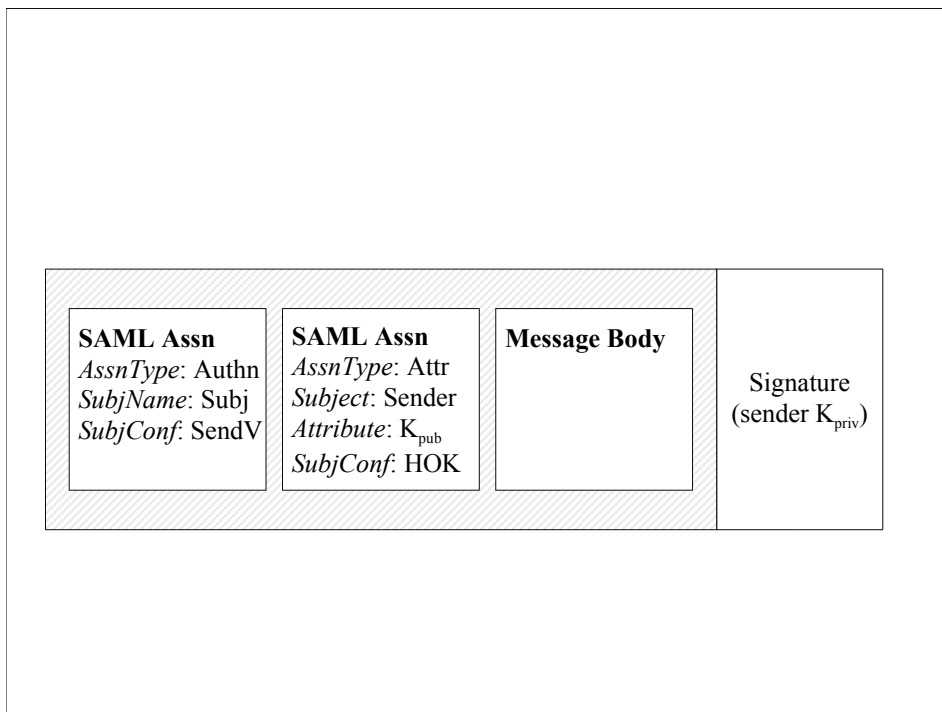 SAML Assn
AssnType: Authn
SubjName: Subj
SubjConf: SendV
SAML Assn
AssnType: Attr
Subject: Sender
Attribute: Kpub
SubjConf: HOK
Message Body
Signature
(sender Kpriv)